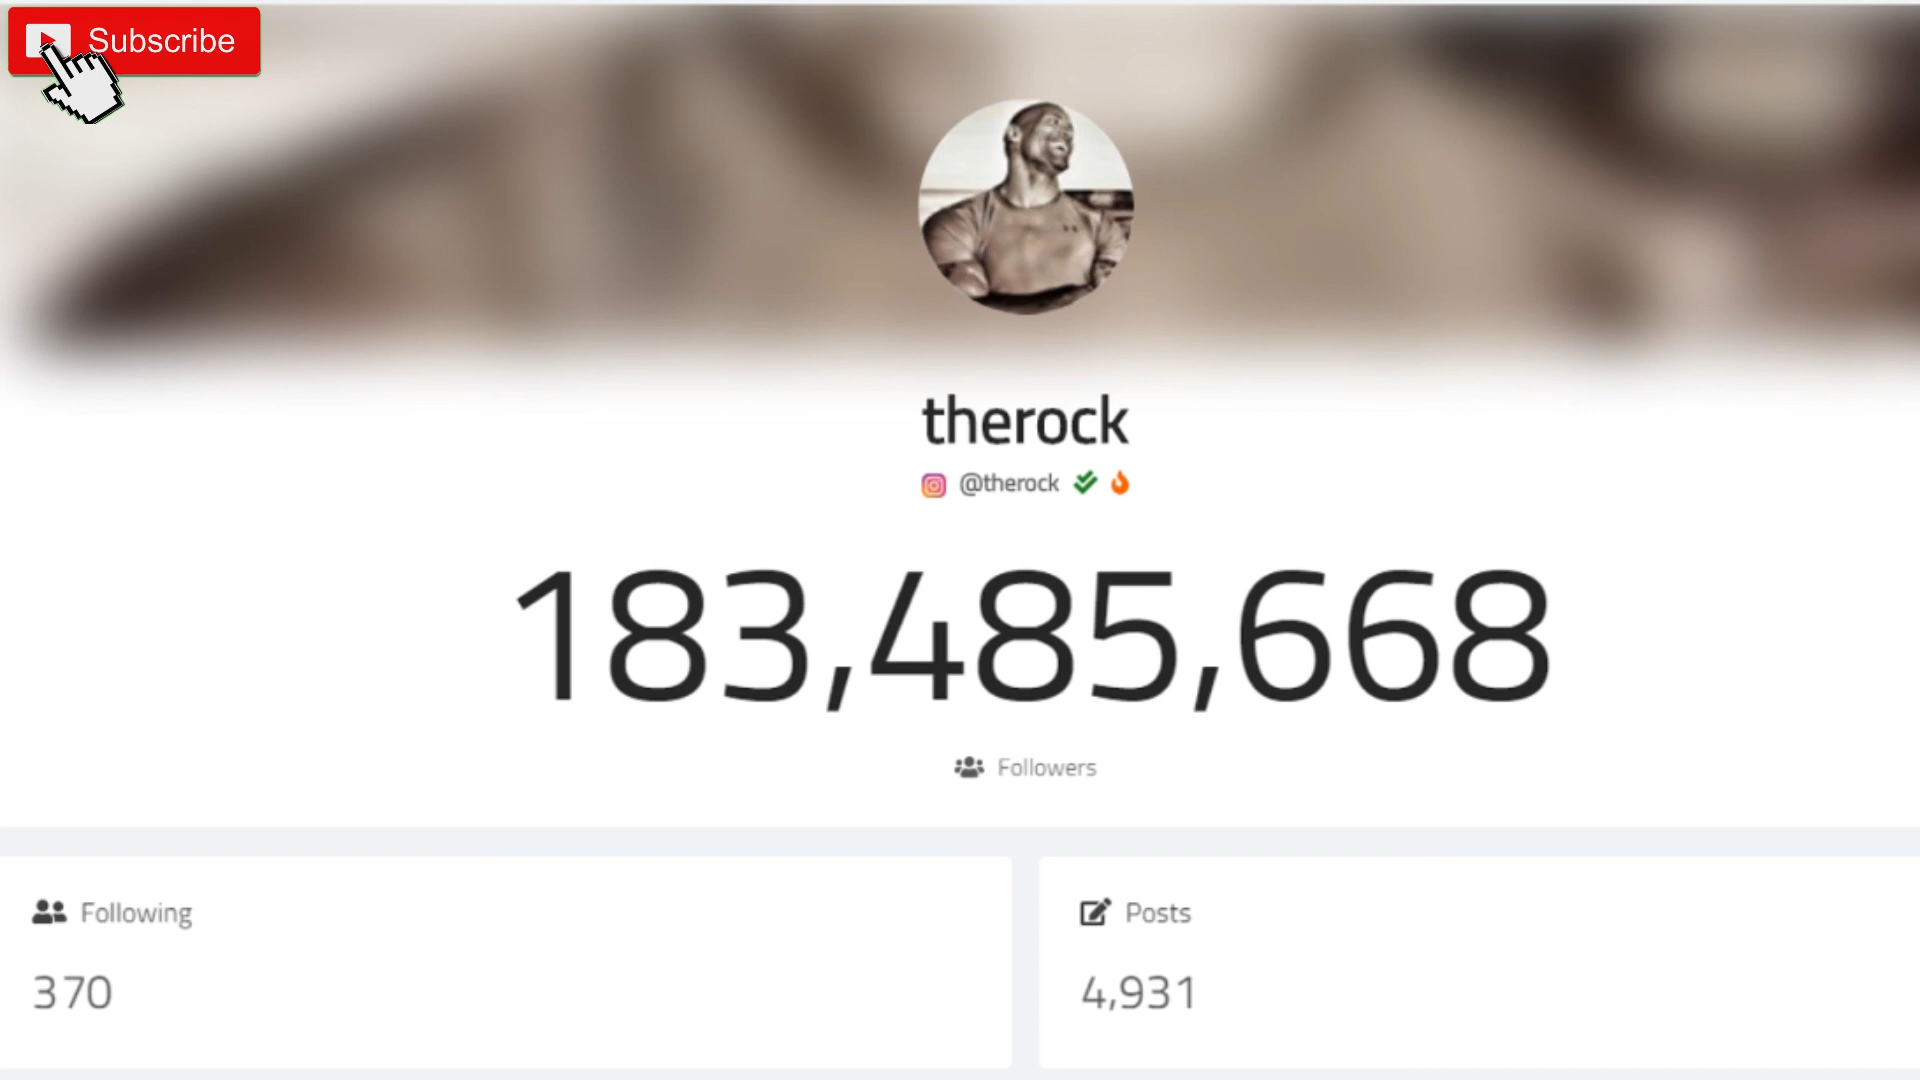 Subscribe
therock
@therock
183,485,668
Followers
Following
370
Posts
4,931